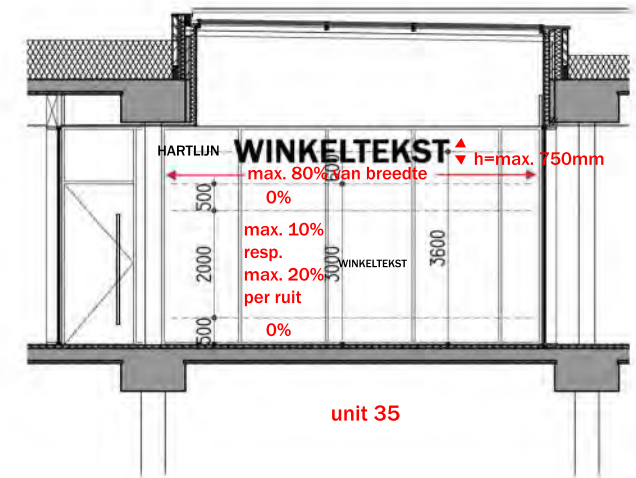 HARTLIJN
WINKELTEKST
h=max. 750mm
600
max. 80% van breedte
500
0%
2000
max. 10%
resp.
max. 20%
per ruit
3000
WINKELTEKST
3600
500
0%
unit 35